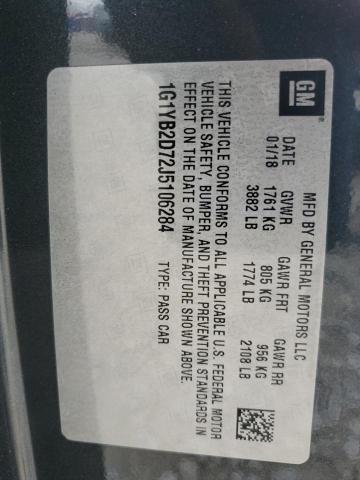 GM
MFD BY GENERAL MOTORS LLC
DATE GVWR GAWR FRT GAWR RR
01/18 1761 KG 805 KG 956 KG
3882 LB 1774 LB 2108 LB
THIS VEHICLE CONFORMS TO ALL APPLICABLE U.S. FEDERAL MOTOR
VEHICLE SAFETY, BUMPER, AND THEFT PREVENTION STANDARDS IN
EFFECT ON THE DATE OF MANUFACTURE SHOWN ABOVE.
1G1YB2D72J5106284 TYPE: PASS CAR